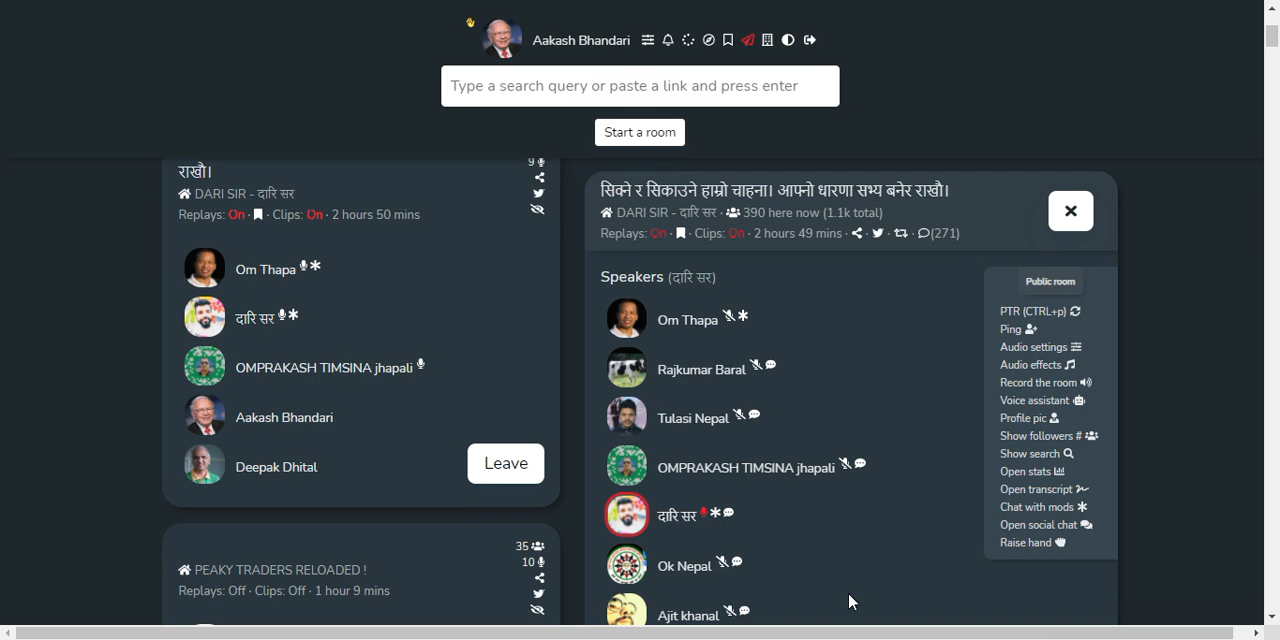 Aakash Bhandari
Type a search query or paste a link and press enter
Start a room
राखौ।
9
DARI SIR - दारि सर
Replays: On · Clips: On · 2 hours 50 mins
Om Thapa
दारि सर
OMPRAKASH TIMSINA jhapali
Aakash Bhandari
Deepak Dhital
Leave
35
10
PEAKY TRADERS RELOADED !
Replays: Off · Clips: Off · 1 hour 9 mins
सिक्ने र सिकाउने हाम्रो चाहना। आफ्नो धारणा सभ्य बनेर राखौ।
DARI SIR - दारि सर · 390 here now (1.1k total)
Replays: On · Clips: On · 2 hours 49 mins · (271)
Speakers (दारि सर)
Om Thapa
Rajkumar Baral
Tulasi Nepal
OMPRAKASH TIMSINA jhapali
दारि सर
Ok Nepal
Ajit khanal
Public room
PTR (CTRL+p)
Ping
Audio settings
Audio effects
Record the room
Voice assistant
Profile pic
Show followers #
Show search
Open stats
Open transcript
Chat with mods
Open social chat
Raise hand